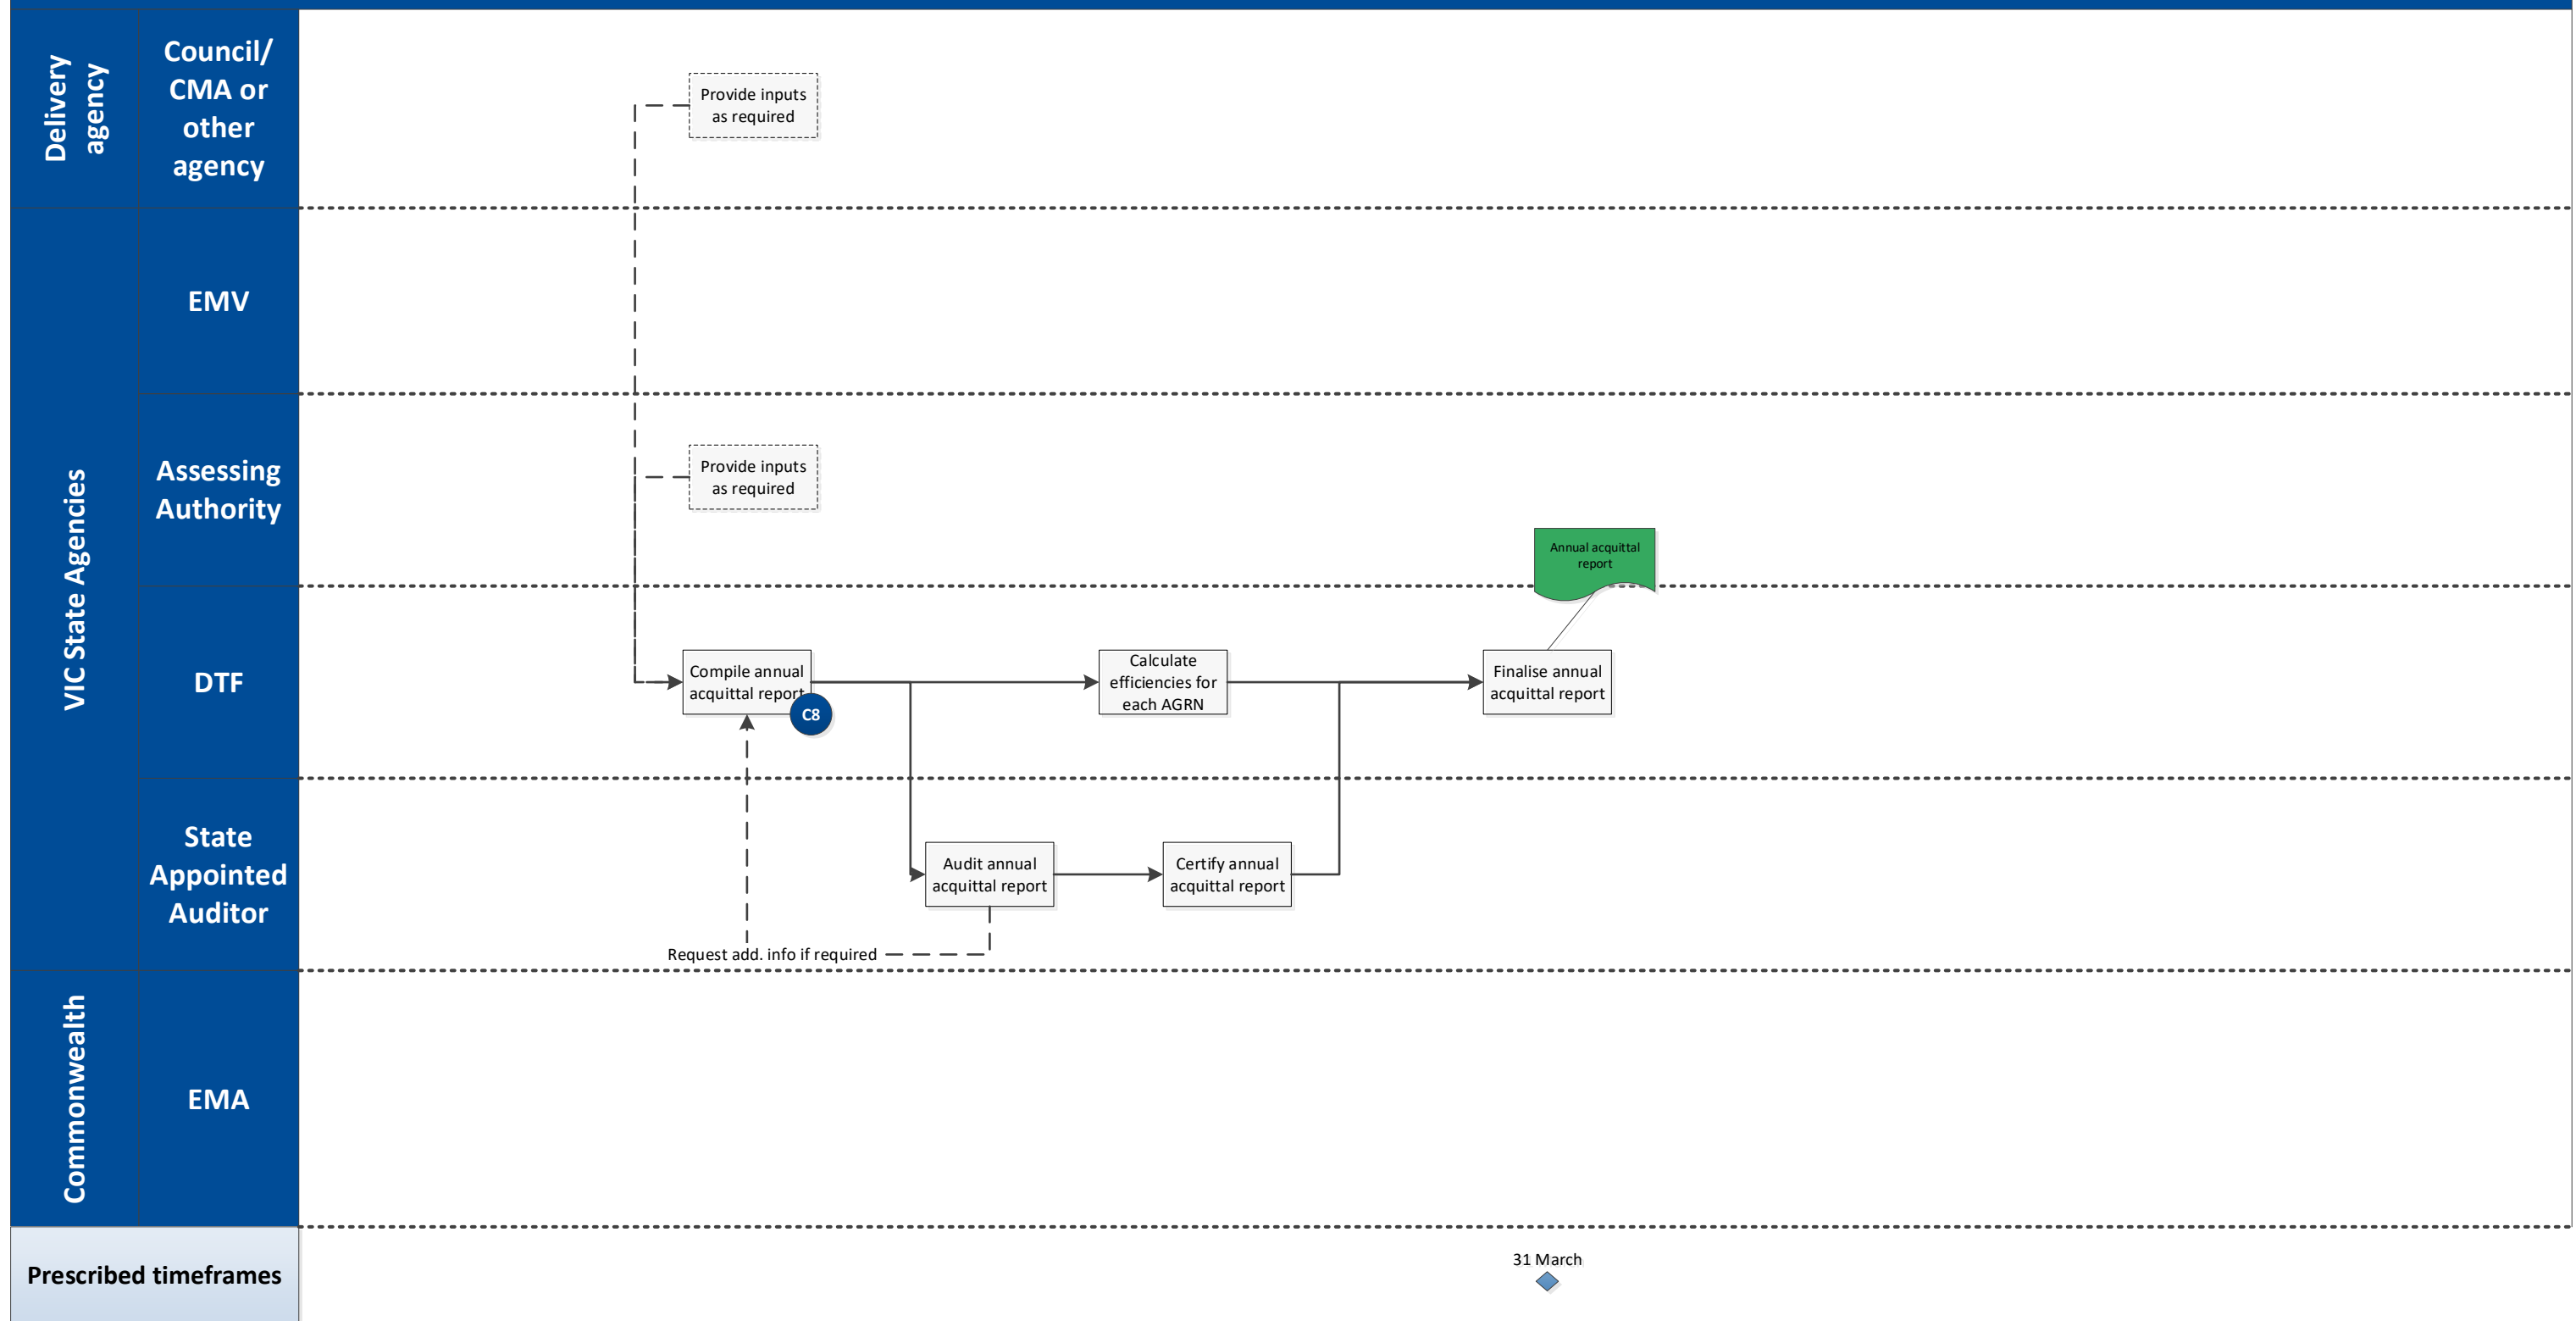 Delivery
agency
Council/
CMA or
other
agency
Provide inputs
as required
VIC State Agencies
EMV
Assessing
Authority
Provide inputs
as required
Annual acquittal
report
DTF
Compile annual
acquittal report
C8
Calculate
efficiencies for
each AGRN
Finalise annual
acquittal report
State
Appointed
Auditor
Audit annual
acquittal report
Certify annual
acquittal report
Request add. info if required
Commonwealth
EMA
Prescribed timeframes
31 March